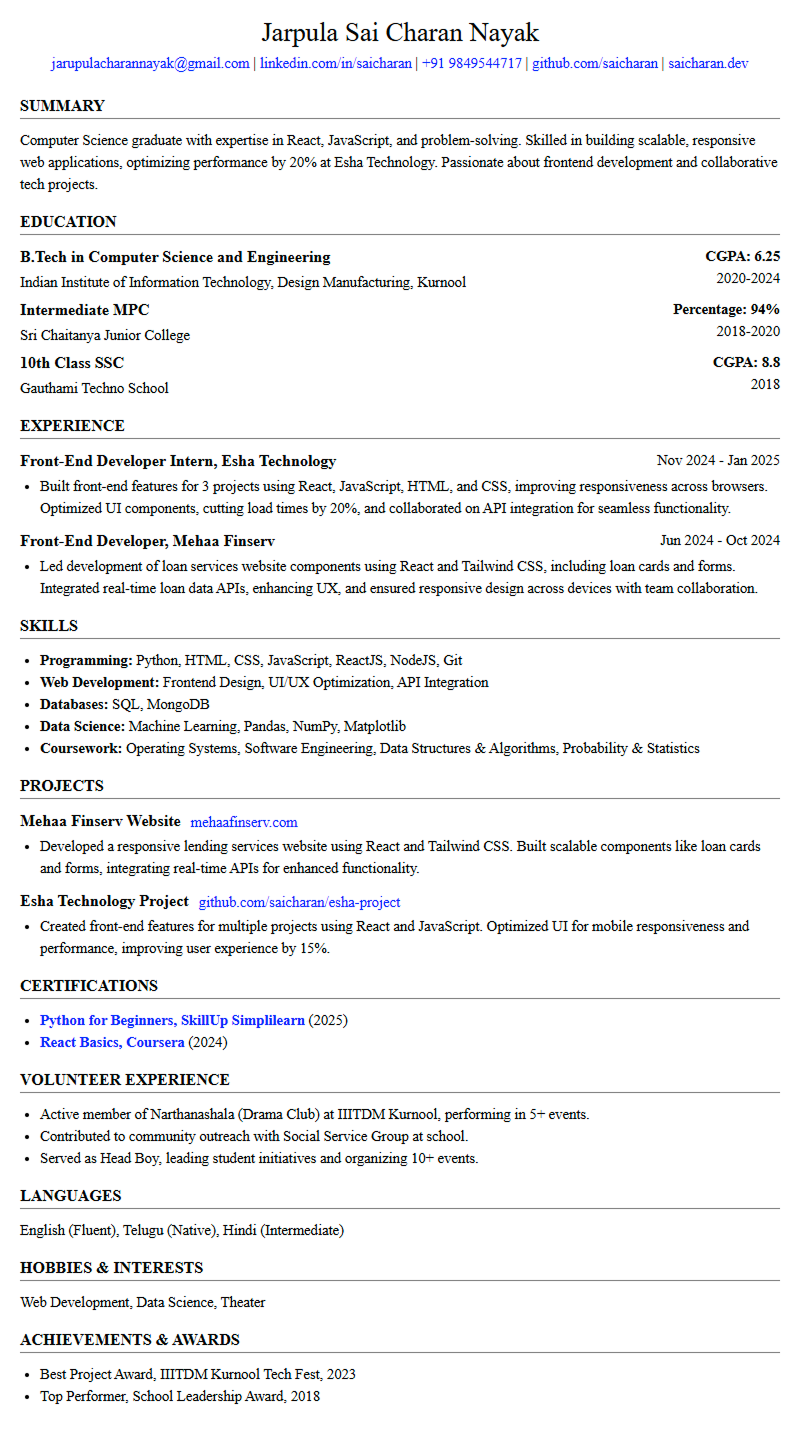 Jarpula Sai Charan Nayak
jarupulacharannayak@gmail.com | linkedin.com/in/saicharan | +91 9849544717 | github.com/saicharan | saicharan.dev
SUMMARY
Computer Science graduate with expertise in React, JavaScript, and problem-solving. Skilled in building scalable, responsive
web applications, optimizing performance by 20% at Esha Technology. Passionate about frontend development and collaborative
tech projects.
EDUCATION
B.Tech in Computer Science and Engineering CGPA: 6.25
Indian Institute of Information Technology, Design Manufacturing, Kurnool 2020-2024
Intermediate MPC Percentage: 94%
Sri Chaitanya Junior College 2018-2020
10th Class SSC CGPA: 8.8
Gauthami Techno School 2018
EXPERIENCE
Front-End Developer Intern, Esha Technology Nov 2024 - Jan 2025
• Built front-end features for 3 projects using React, JavaScript, HTML, and CSS, improving responsiveness across browsers.
Optimized UI components, cutting load times by 20%, and collaborated on API integration for seamless functionality.
Front-End Developer, Mehaa Finserv Jun 2024 - Oct 2024
• Led development of loan services website components using React and Tailwind CSS, including loan cards and forms.
Integrated real-time loan data APIs, enhancing UX, and ensured responsive design across devices with team collaboration.
SKILLS
• Programming: Python, HTML, CSS, JavaScript, ReactJS, NodeJS, Git
• Web Development: Frontend Design, UI/UX Optimization, API Integration
• Databases: SQL, MongoDB
• Data Science: Machine Learning, Pandas, NumPy, Matplotlib
• Coursework: Operating Systems, Software Engineering, Data Structures & Algorithms, Probability & Statistics
PROJECTS
Mehaa Finserv Website mehaafinserv.com
• Developed a responsive lending services website using React and Tailwind CSS. Built scalable components like loan cards
and forms, integrating real-time APIs for enhanced functionality.
Esha Technology Project github.com/saicharan/esha-project
• Created front-end features for multiple projects using React and JavaScript. Optimized UI for mobile responsiveness and
performance, improving user experience by 15%.
CERTIFICATIONS
• Python for Beginners, SkillUp Simplilearn (2025)
• React Basics, Coursera (2024)
VOLUNTEER EXPERIENCE
• Active member of Narthanashala (Drama Club) at IIITDM Kurnool, performing in 5+ events.
• Contributed to community outreach with Social Service Group at school.
• Served as Head Boy, leading student initiatives and organizing 10+ events.
LANGUAGES
English (Fluent), Telugu (Native), Hindi (Intermediate)
HOBBIES & INTERESTS
Web Development, Data Science, Theater
ACHIEVEMENTS & AWARDS
• Best Project Award, IIITDM Kurnool Tech Fest, 2023
• Top Performer, School Leadership Award, 2018